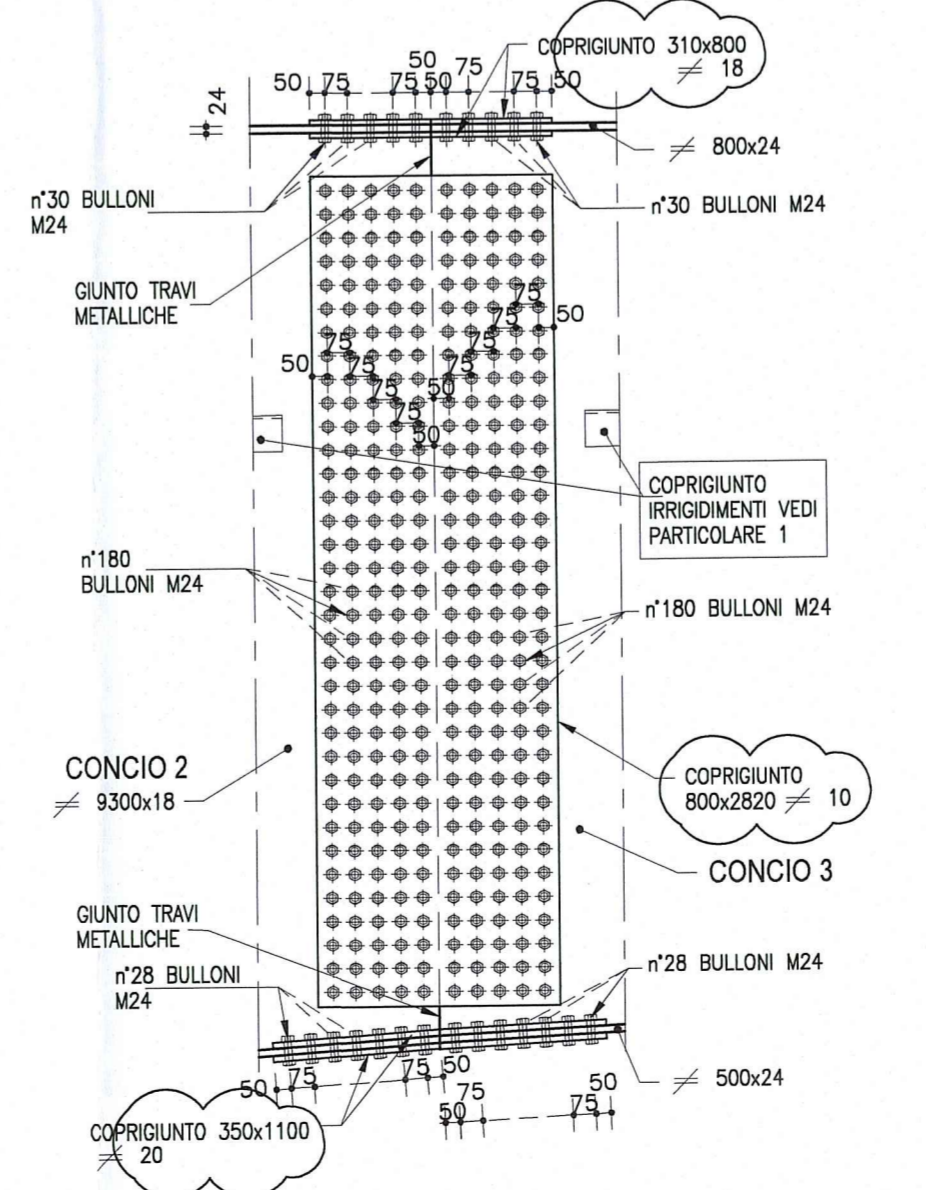 COPRIGIUNTO 310x800
≠ 18
50
50 75 75 50 75 75 50
24
≠ 800x24
n°30 BULLONI
M24
n°30 BULLONI M24
GIUNTO TRAVI
METALLICHE
75
75 50
75
75
50 75 75
75 50
75
50
COPRIGIUNTO
IRRIGIDIMENTI VEDI
PARTICOLARE 1
n°180
BULLONI M24
n°180 BULLONI M24
CONCIO 2
≠ 9300x18
COPRIGIUNTO
800x2820 ≠ 10
CONCIO 3
GIUNTO TRAVI
METALLICHE
n°28 BULLONI
M24
n°28 BULLONI M24
50 75 75 50
≠ 500x24
50 75 75 50
COPRIGIUNTO 350x1100
≠ 20